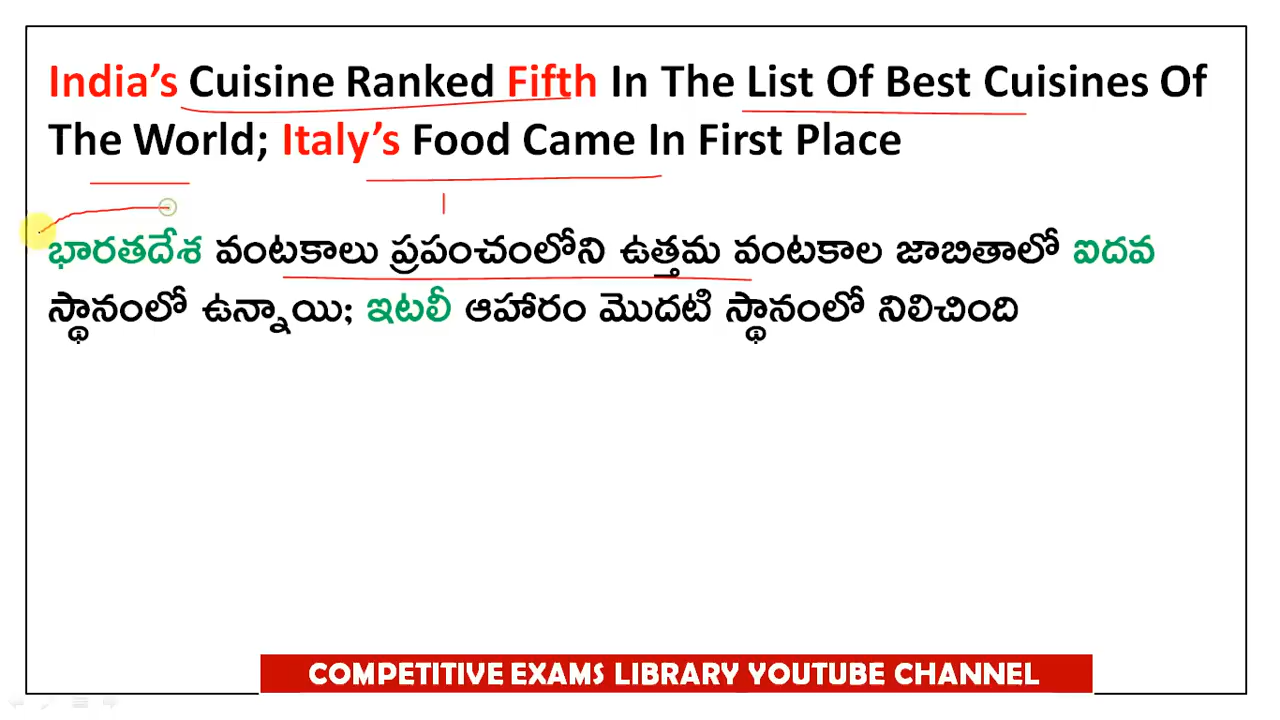 India’s Cuisine Ranked Fifth In The List Of Best Cuisines Of
The World; Italy’s Food Came In First Place
భారతదేశ వంటకాలు ప్రపంచంలోని ఉత్తమ వంటకాల జాబితాలో ఐదవ
స్థానంలో ఉన్నాయి; ఇటలీ ఆహారం మొదటి స్థానంలో నిలిచింది
COMPETITIVE EXAMS LIBRARY YOUTUBE CHANNEL